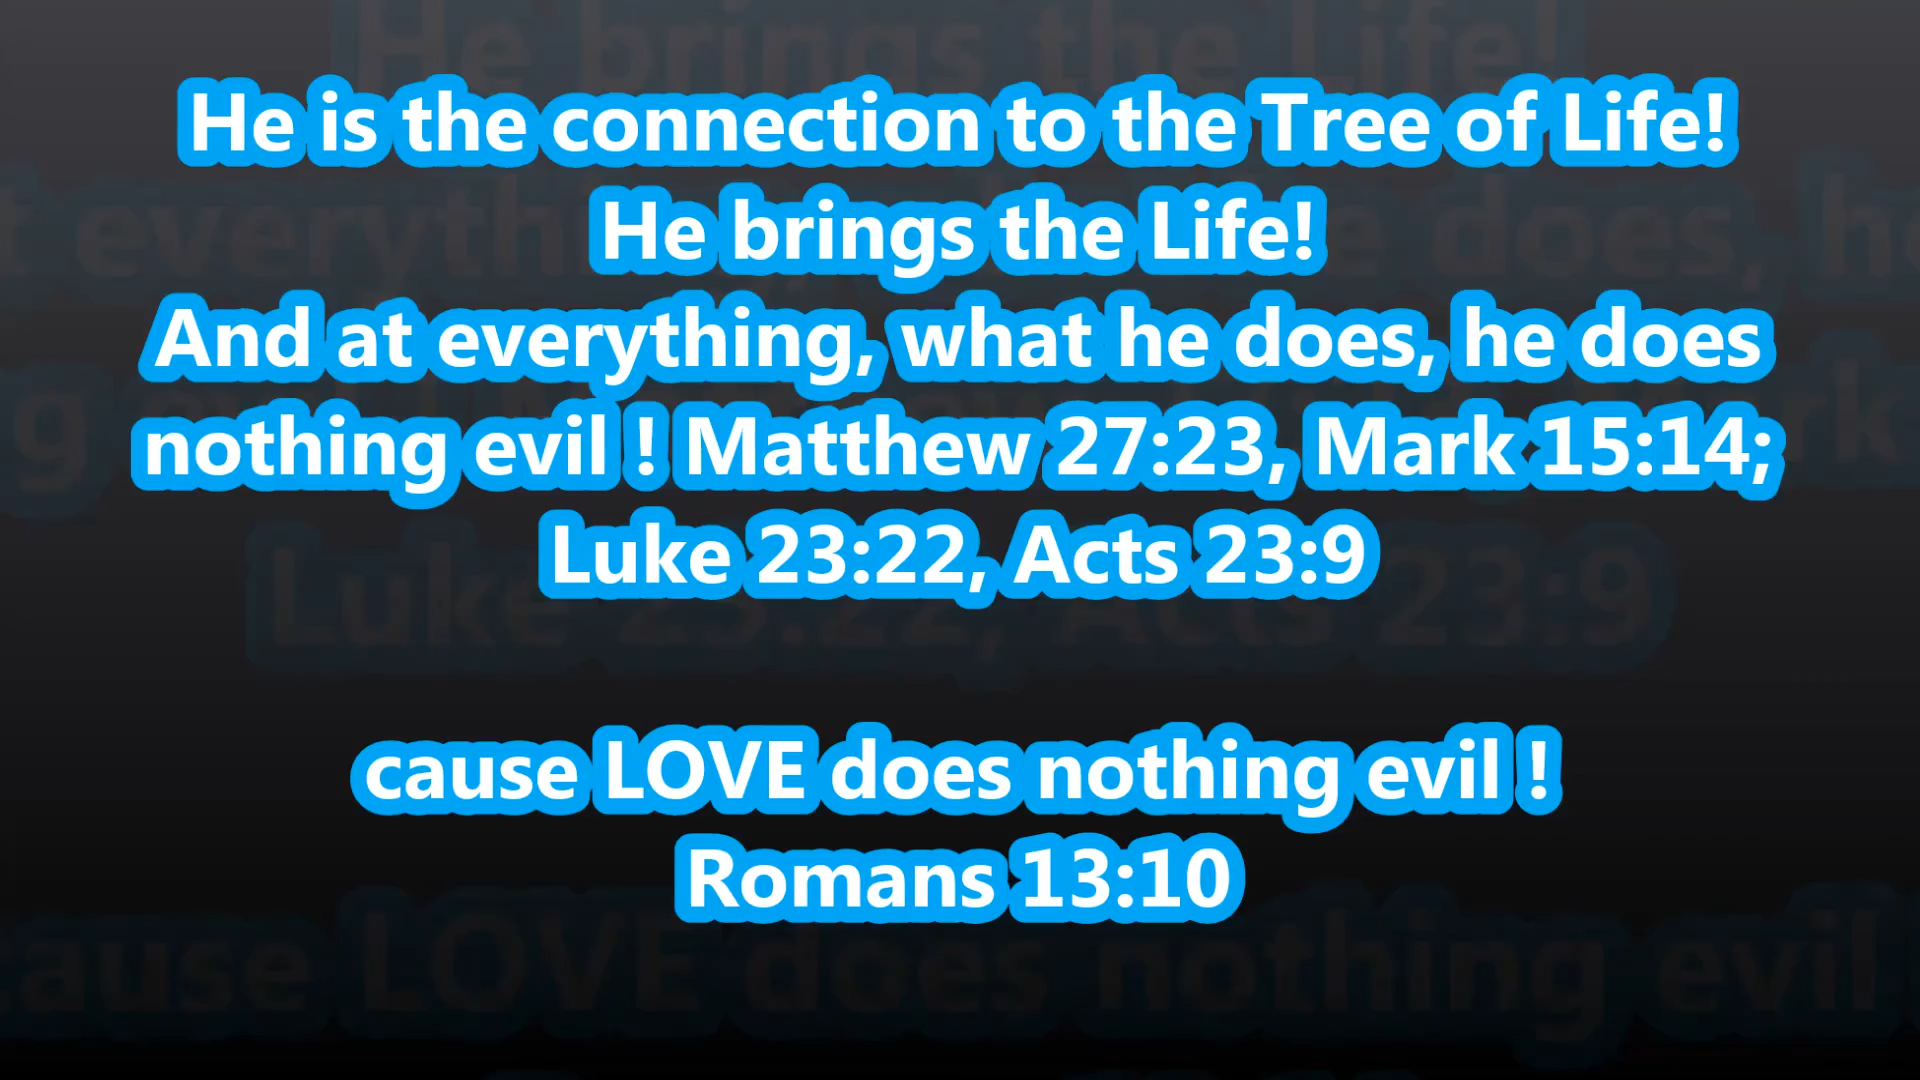 He is the connection to the Tree of Life!
He brings the Life!
And at everything, what he does, he does
nothing evil ! Matthew 27:23, Mark 15:14;
Luke 23:22, Acts 23:9
cause LOVE does nothing evil !
Romans 13:10